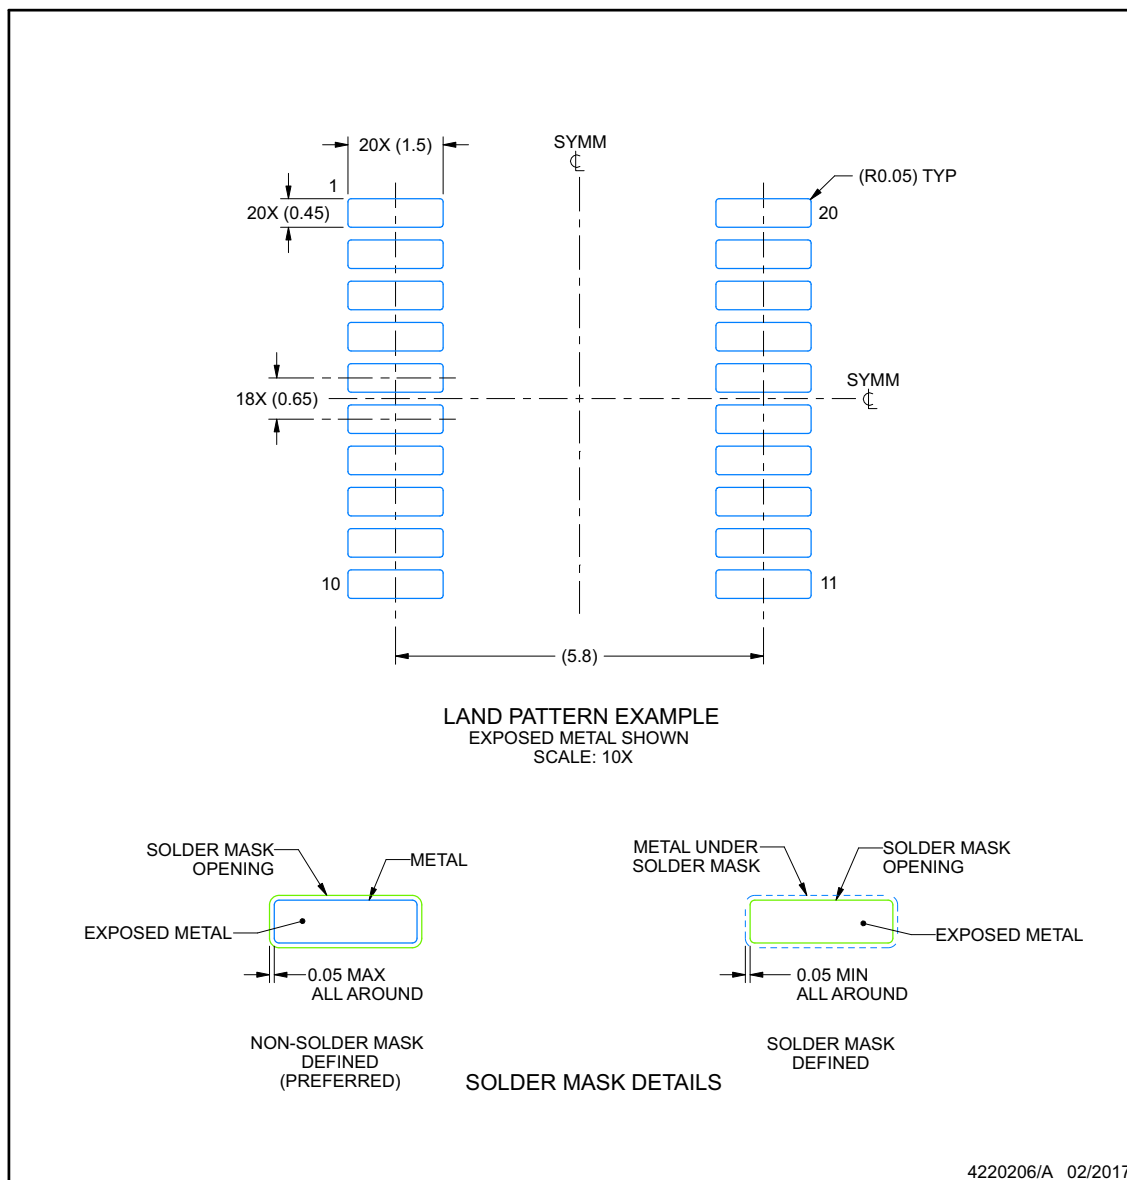 SYMM
℄
20X (1.5)
1
(R0.05) TYP
20X (0.45)
20
SYMM
℄
18X (0.65)
10
11
(5.8)
LAND PATTERN EXAMPLE
EXPOSED METAL SHOWN
SCALE: 10X
SOLDER MASK
OPENING
METAL
EXPOSED METAL
0.05 MAX
ALL AROUND
NON-SOLDER MASK
DEFINED
(PREFERRED)
METAL UNDER
SOLDER MASK
SOLDER MASK
OPENING
EXPOSED METAL
0.05 MIN
ALL AROUND
SOLDER MASK
DEFINED
SOLDER MASK DETAILS
4220206/A 02/2017